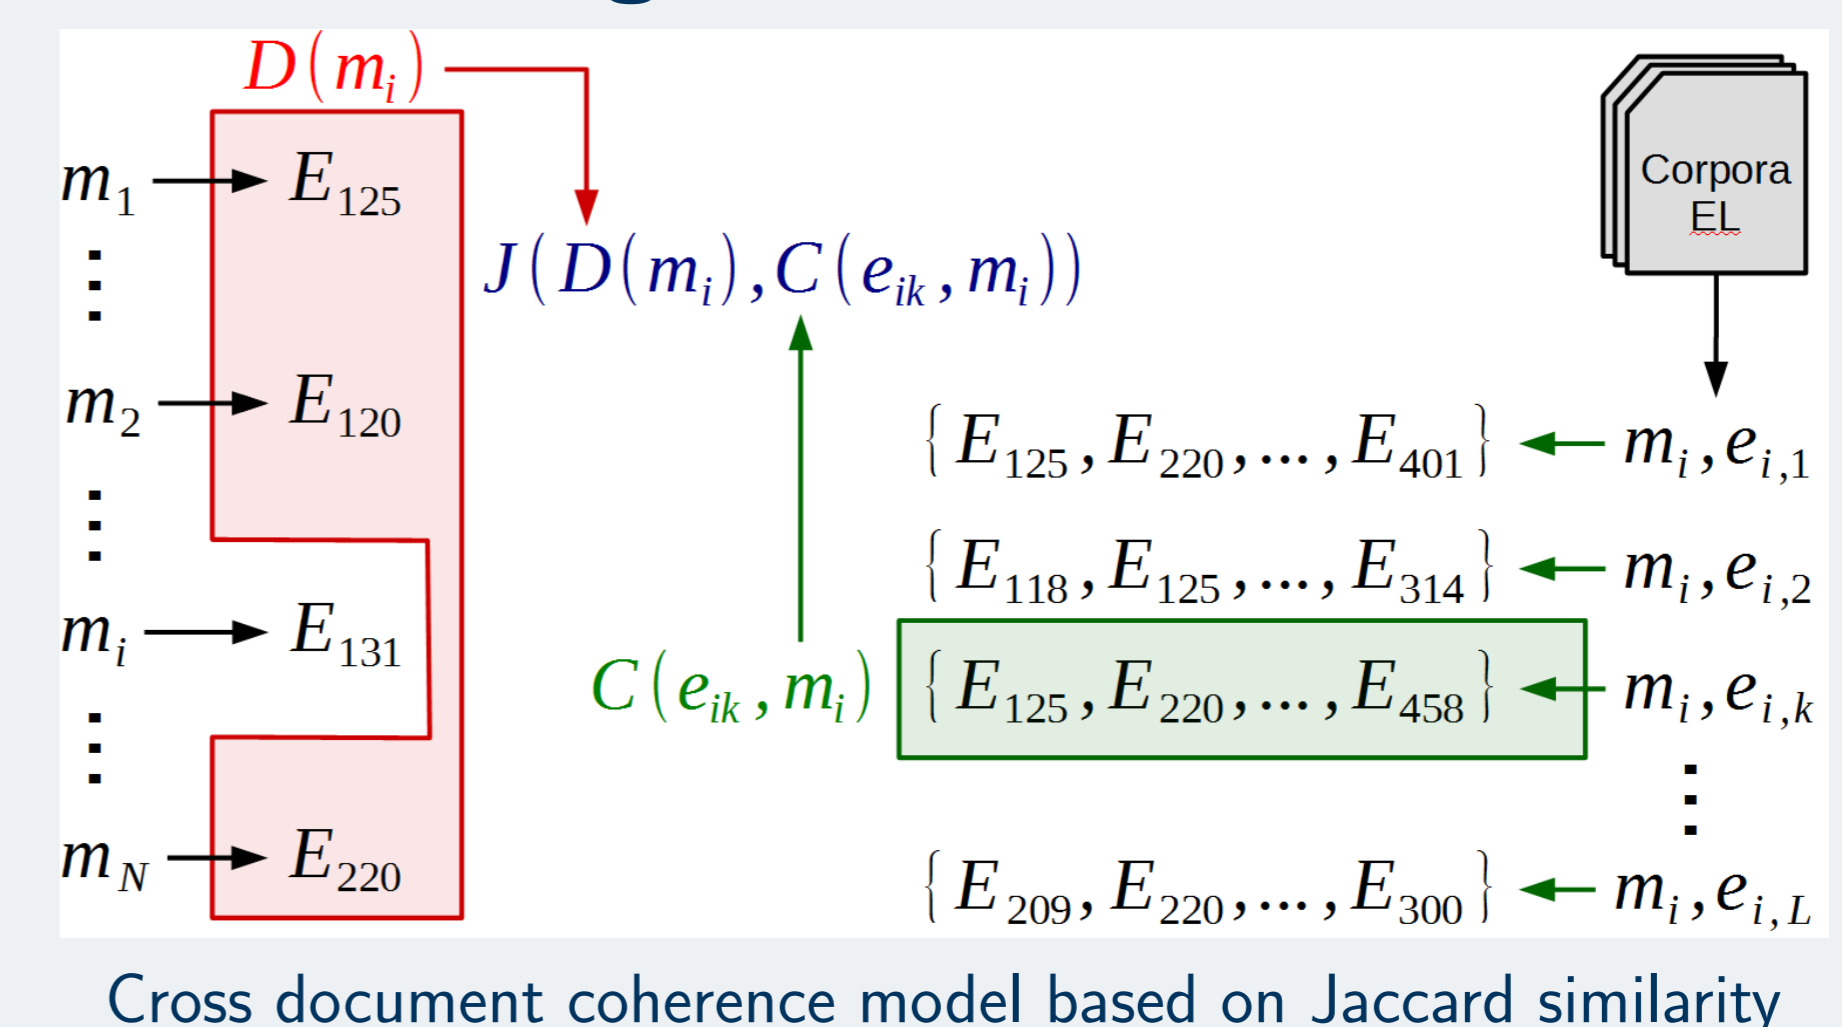 D(m_i)
m_1 → E_125
⋮
m_2 → E_120
⋮
m_i → E_131
⋮
m_N → E_220
J(D(m_i),C(e_ik,m_i))
C(e_ik,m_i)
Corpora
EL
{E_125,E_220,...,E_401} ← m_i,e_i,1
{E_118,E_125,...,E_314} ← m_i,e_i,2
{E_125,E_220,...,E_458} ← m_i,e_i,k
⋮
{E_209,E_220,...,E_300} ← m_i,e_i,L
Cross document coherence model based on Jaccard similarity